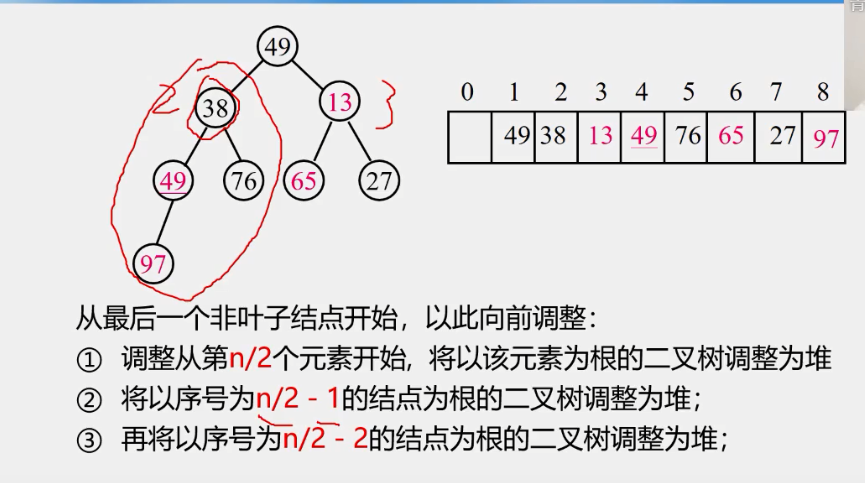 49
38 13
2 3
49 76 65 27
97
0 1 2 3 4 5 6 7 8
49 38 13 49 76 65 27 97
从最后一个非叶子结点开始，以此向前调整：
① 调整从第n/2个元素开始, 将以该元素为根的二叉树调整为堆
② 将以序号为n/2 - 1的结点为根的二叉树调整为堆；
③ 再将以序号为n/2 - 2的结点为根的二叉树调整为堆；